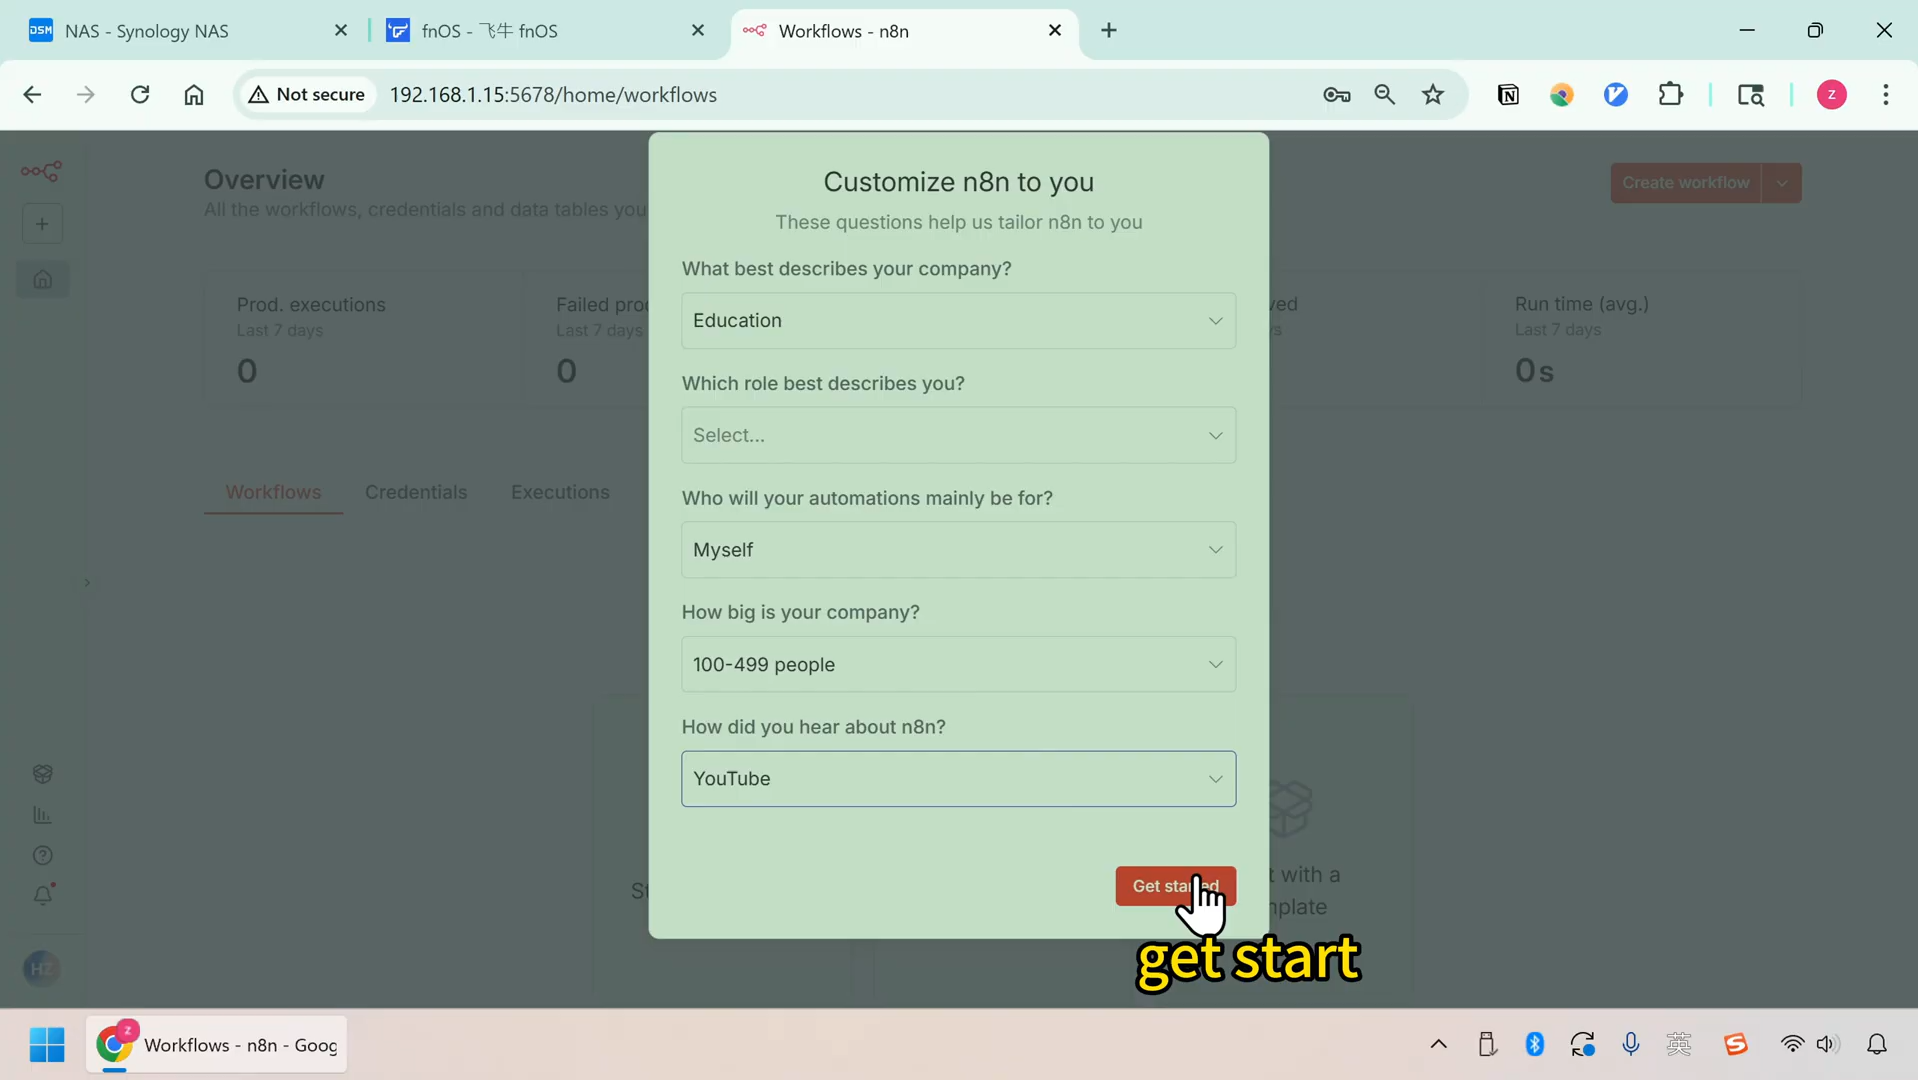 NAS - Synology NAS
fnOS - 飞牛 fnOS
Workflows - n8n
Not secure
192.168.1.15:5678/home/workflows
Z
Customize n8n to you
These questions help us tailor n8n to you
What best describes your company?
Education
Which role best describes you?
Select...
Who will your automations mainly be for?
Myself
How big is your company?
100-499 people
How did you hear about n8n?
YouTube
Overview
All the workflows, credentials and data tables you
Create workflow
Prod. executions
Last 7 days
0
Failed
Last 7 days
0
Run time (avg.)
Last 7 days
0s
Workflows
Credentials
Executions
with a
HZ
get start
Workflows - n8n - Goog
英